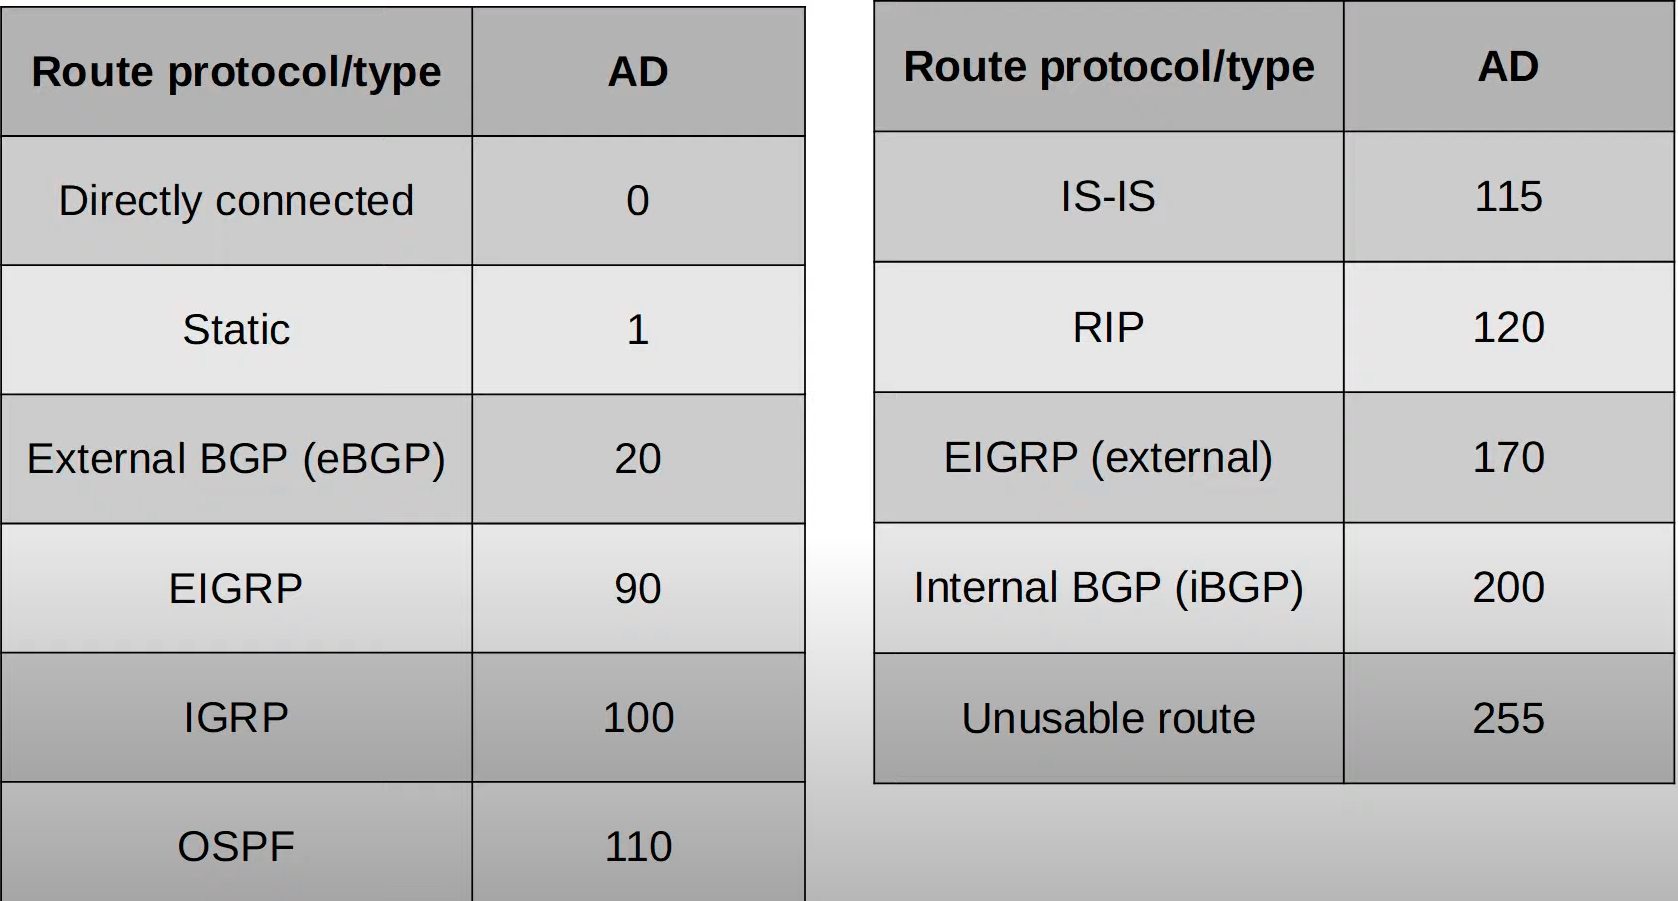 Route protocol/type AD
Directly connected 0
Static 1
External BGP (eBGP) 20
EIGRP 90
IGRP 100
OSPF 110
Route protocol/type AD
IS-IS 115
RIP 120
EIGRP (external) 170
Internal BGP (iBGP) 200
Unusable route 255